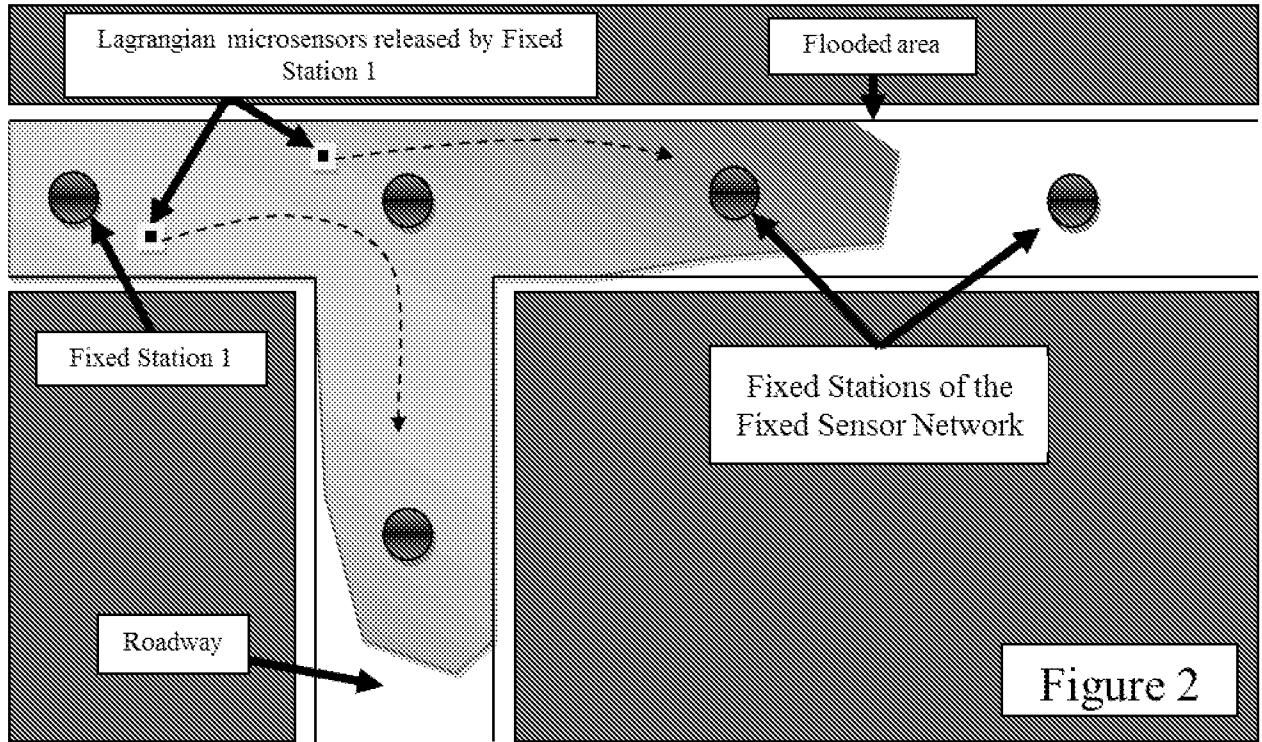 Lagrangian microsensors released by Fixed
Station 1
Flooded area
Fixed Station 1
Fixed Stations of the
Fixed Sensor Network
Roadway
Figure 2